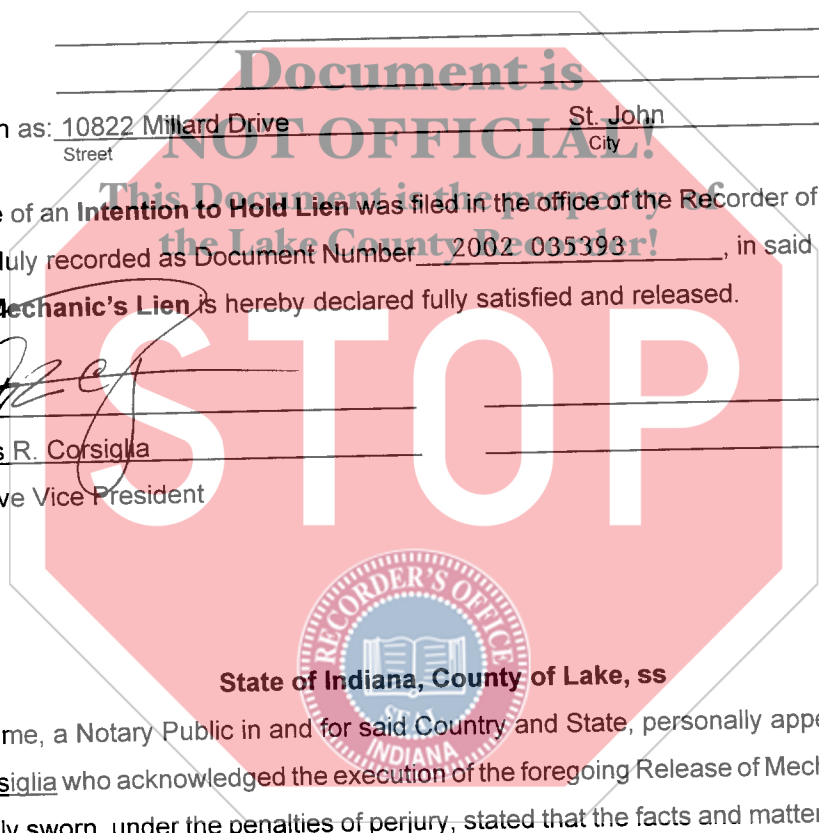 Document is
n as: 10822 Millard Drive St. John
Street City
NOT OFFICIAL!
This Document is the property of
e of an Intention to Hold Lien was filed in the office of the Recorder of
the Lake County Recorder!
duly recorded as Document Number 2002 035393, in said
Mechanic's Lien is hereby declared fully satisfied and released.
STOP
s R. Corsiglia
ve Vice President
RECORDER'S OFFICE
State of Indiana, County of Lake, ss
SEAL
me, a Notary Public in and for said Country and State, personally appe
INDIANA
siglia who acknowledged the execution of the foregoing Release of Mech
ly sworn, under the penalties of perjury, stated that the facts and matter